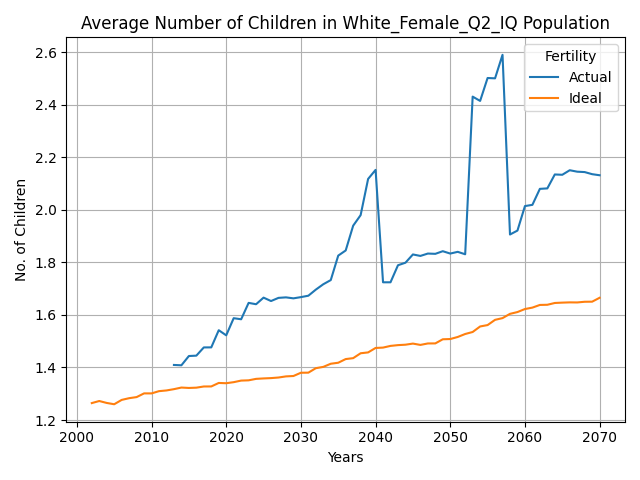 Average Number of Children in White_Female_Q2_IQ Population
Fertility
Actual
Ideal
No. of Children
2.6
2.4
2.2
2.0
1.8
1.6
1.4
1.2
2000 2010 2020 2030 2040 2050 2060 2070
Years